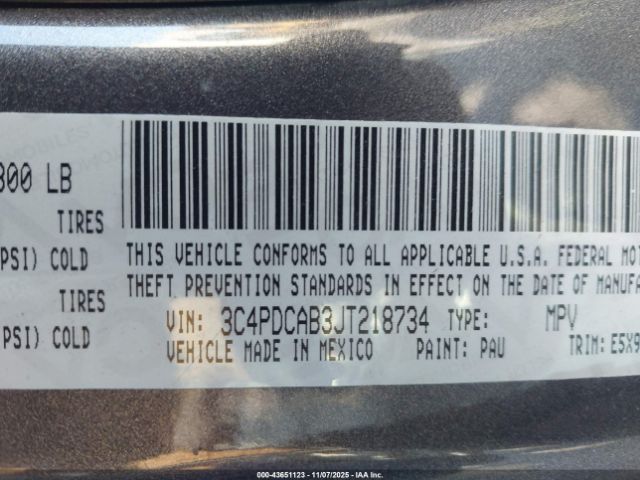 300 LB
TIRES
PSI) COLD
TIRES
PSI) COLD
THIS VEHICLE CONFORMS TO ALL APPLICABLE U.S.A. FEDERAL MOT
THEFT PREVENTION STANDARDS IN EFFECT ON THE DATE OF MANUFA
VIN: 3C4PDCAB3JT218734 TYPE: MPV
VEHICLE MADE IN MEXICO PAINT: PAU TRIM: E5X9
000-43651123 — 11/07/2025 - IAA Inc.